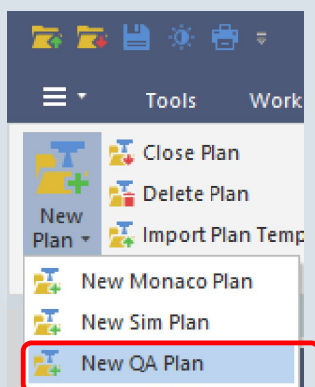 Tools Work
Close Plan
Delete Plan
New
Plan Import Plan Temp
New Monaco Plan
New Sim Plan
New QA Plan